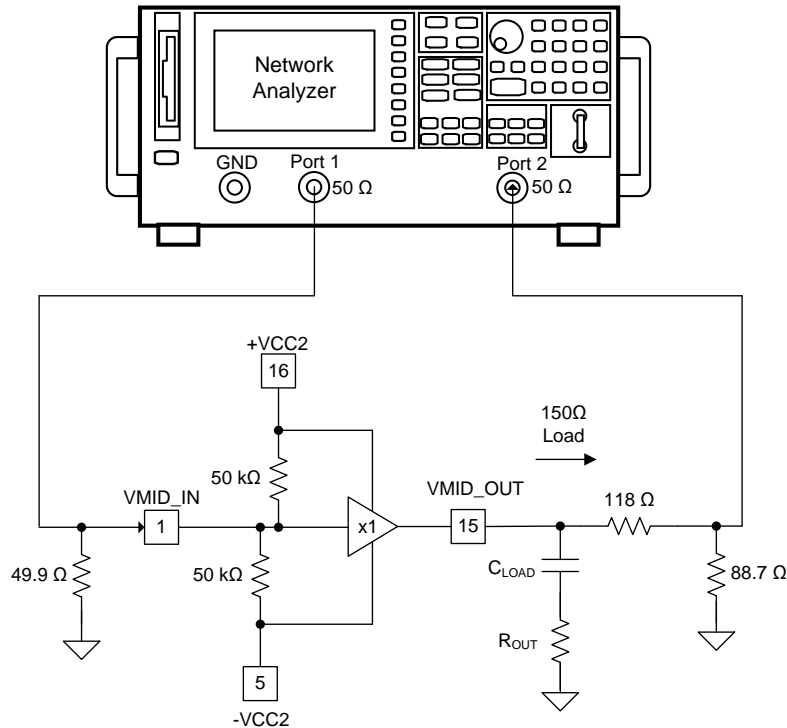 Network
Analyzer
GND
Port 1
50 Ω
Port 2
50 Ω
+VCC2
16
150Ω
Load
50 kΩ
VMID_IN
VMID_OUT
118 Ω
1
x1
15
49.9 Ω
50 kΩ
CLOAD
88.7 Ω
ROUT
5
-VCC2